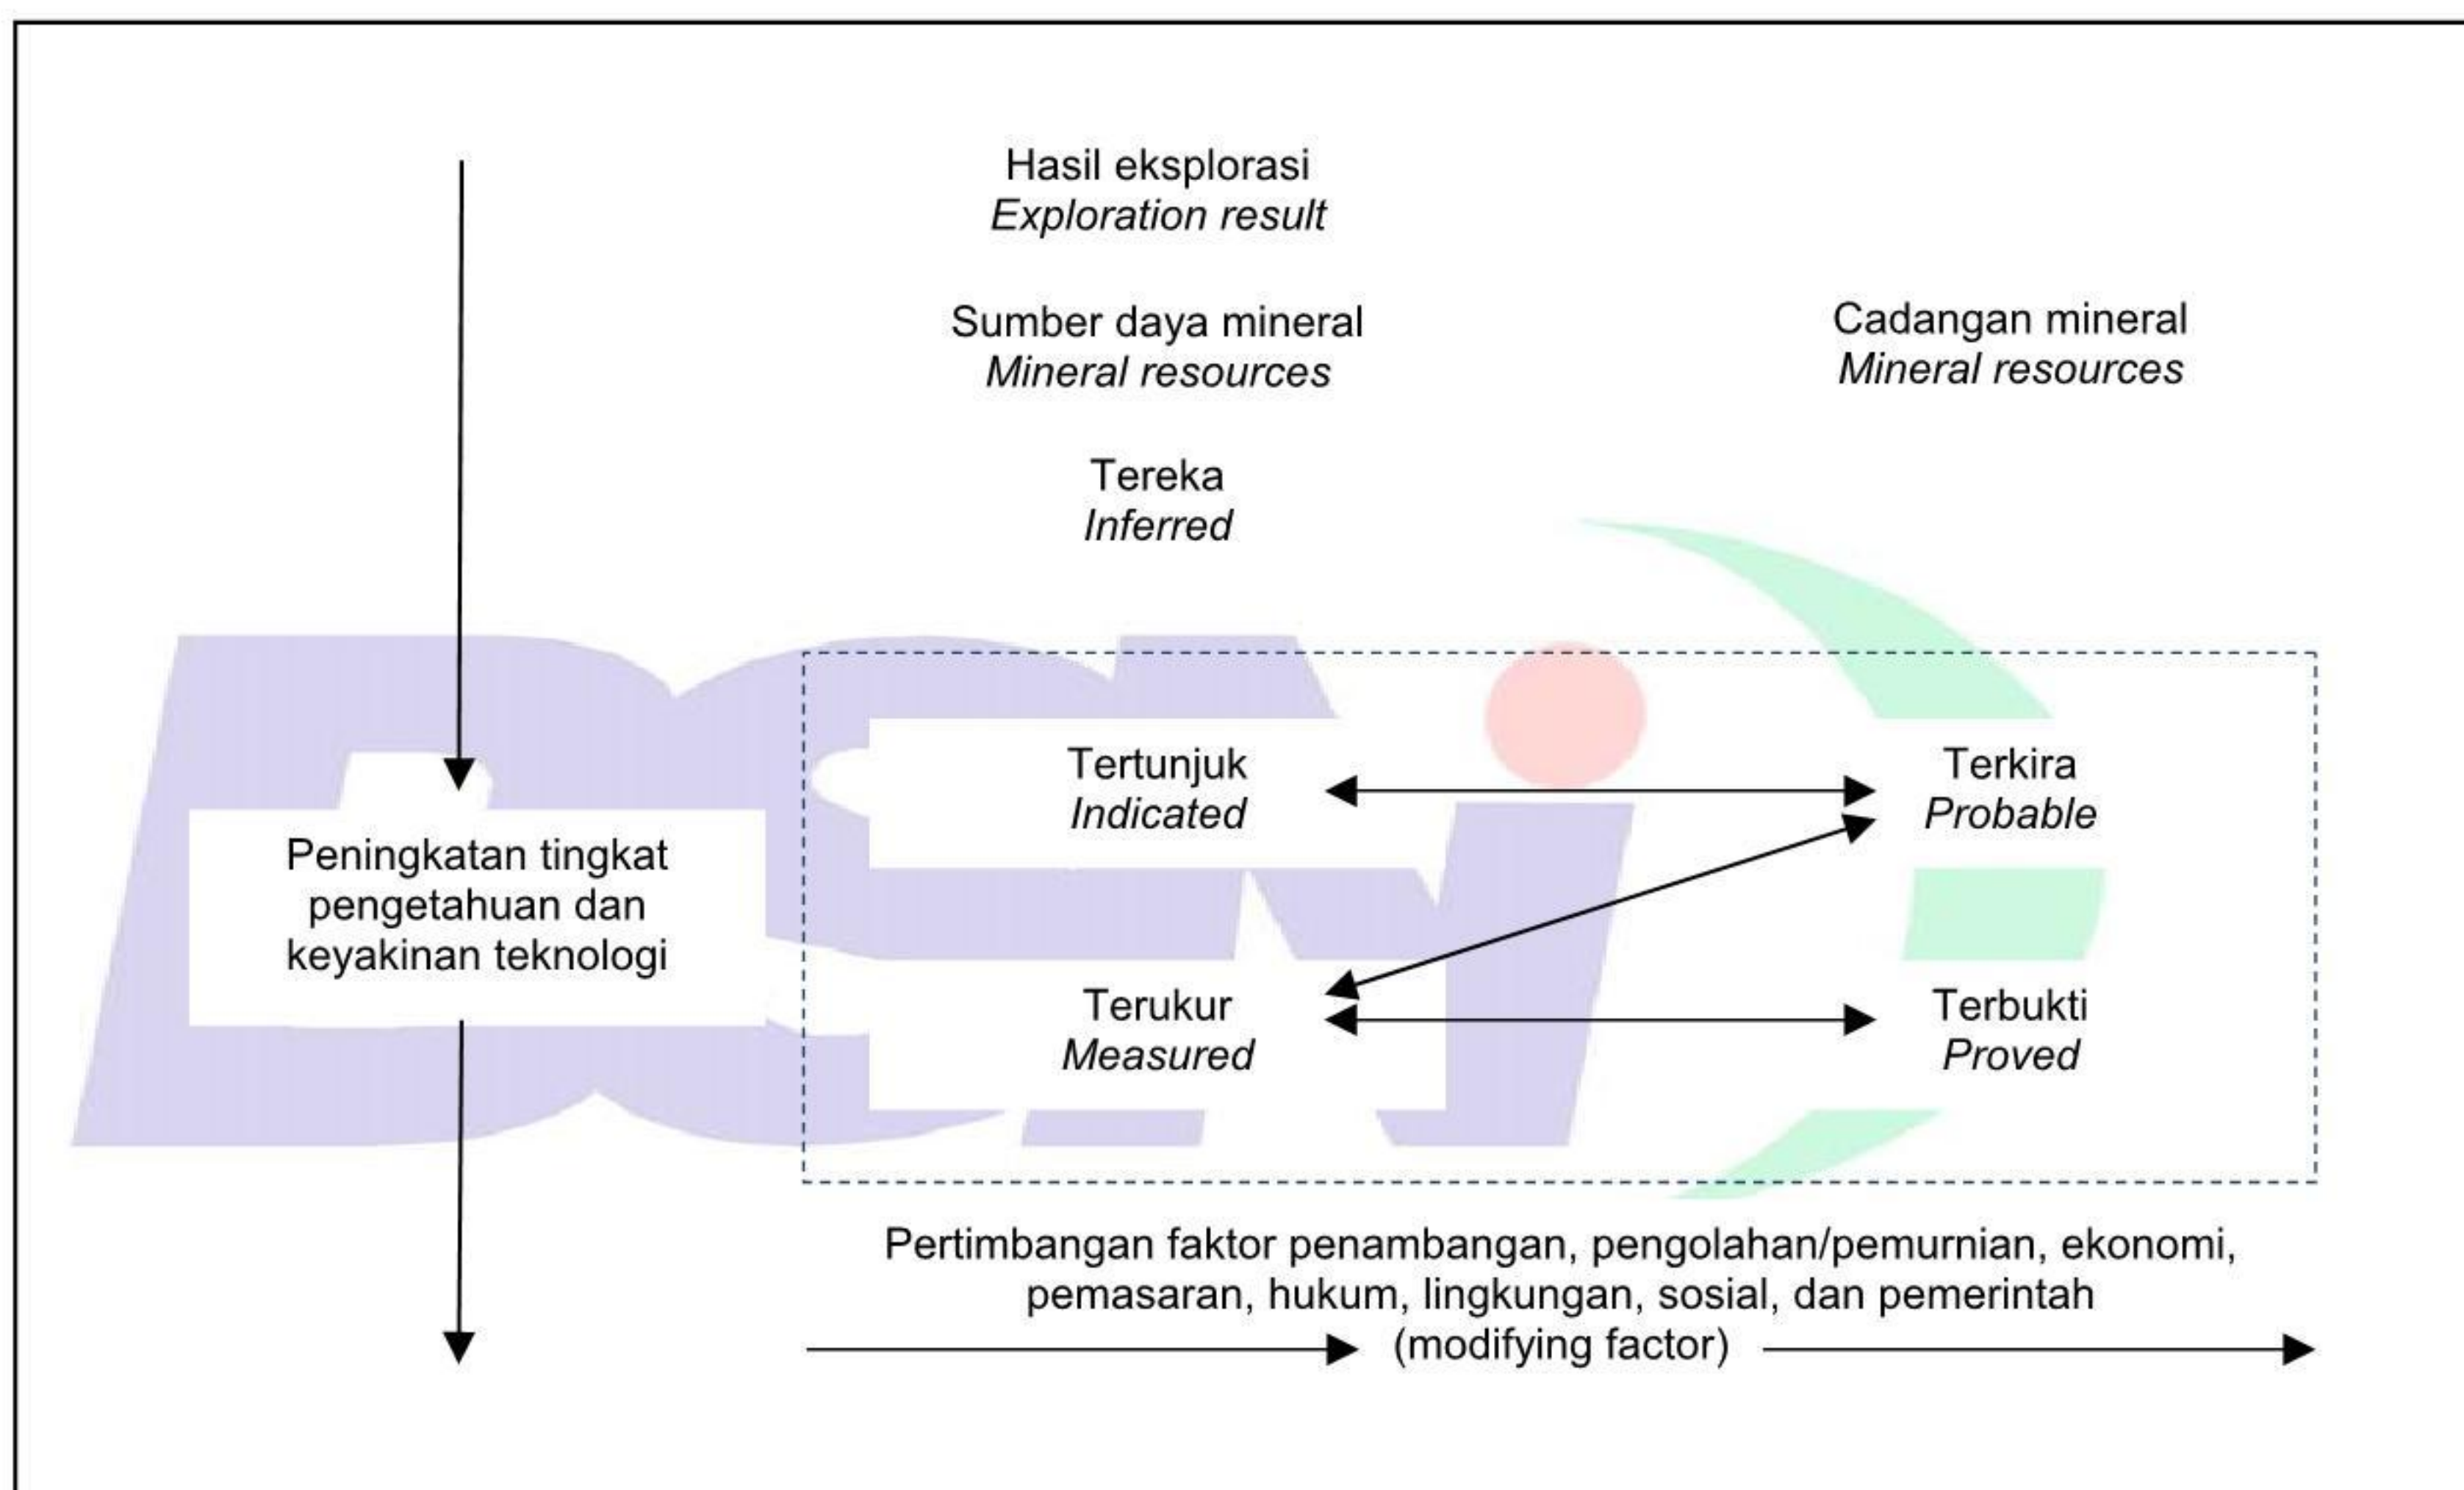 Hasil eksplorasi
Exploration result
Sumber daya mineral
Mineral resources
Cadangan mineral
Mineral resources
Tereka
Inferred
Tertunjuk
Indicated
Terkira
Probable
Peningkatan tingkat
pengetahuan dan
keyakinan teknologi
Terukur
Measured
Terbukti
Proved
Pertimbangan faktor penambangan, pengolahan/pemurnian, ekonomi,
pemasaran, hukum, lingkungan, sosial, dan pemerintah
(modifying factor)